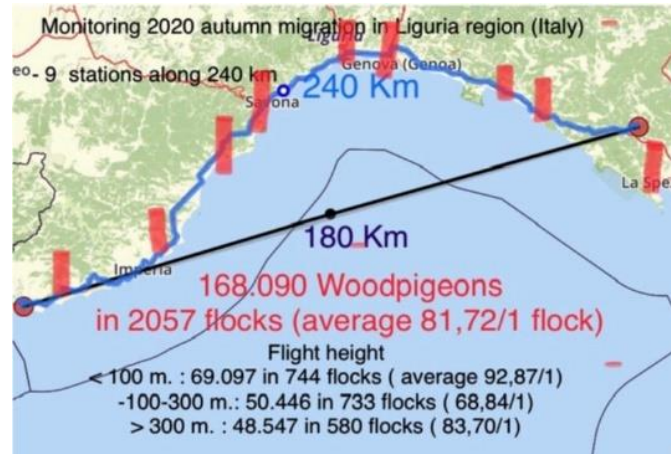 Monitoring 2020 autumn migration in Liguria region (Italy)
Liguria
Genova (Genoa)
eo- 9 stations along 240 km
240 Km
Savona
La Spe
180 Km
Imperia
168.090 Woodpigeons
in 2057 flocks (average 81,72/1 flock)
Flight height
< 100 m. : 69.097 in 744 flocks ( average 92,87/1)
-100-300 m.: 50.446 in 733 flocks ( 68,84/1)
> 300 m. : 48.547 in 580 flocks ( 83,70/1)